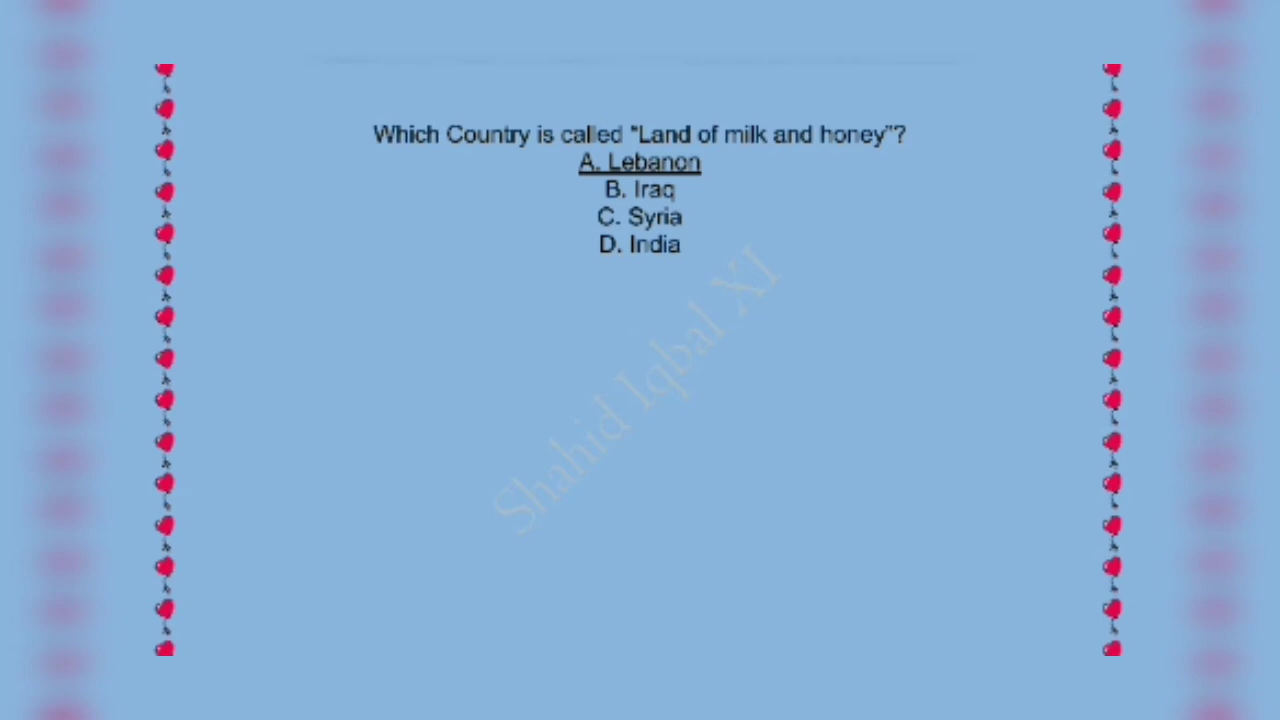 Which Country is called “Land of milk and honey”?
A. Lebanon
B. Iraq
C. Syria
D. India
Shahid Iqbal XI